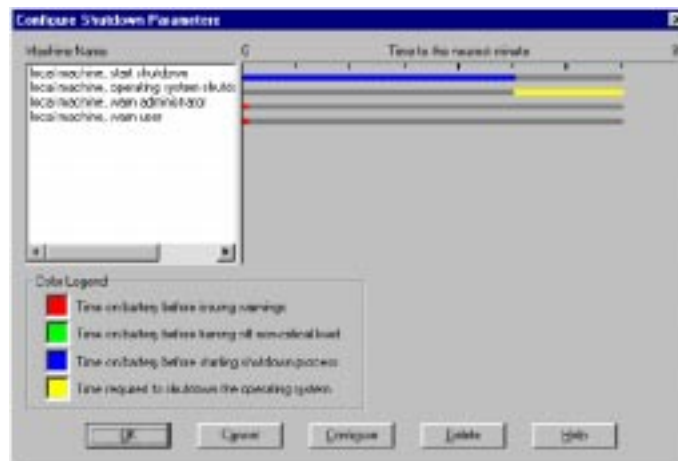 Configure Shutdown Parameters
Machine Name
0
Time to the nearest minute
local machine, start shutdown
local machine, operating system shutdo
local machine, warn administrator
local machine, warn user
Color Legend
Time on battery before issuing warnings
Time on battery before turning off non-critical load
Time on battery before starting shutdown process
Time required to shutdown the operating system
OK
Cancel
Configure
Delete
Help